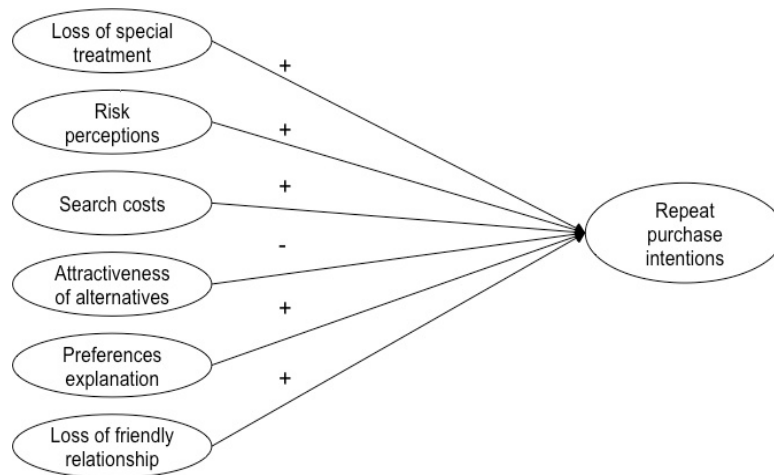 Loss of special
treatment
+
Risk
perceptions
+
+
Search costs
Repeat
purchase
intentions
-
Attractiveness
of alternatives
+
Preferences
explanation
+
Loss of friendly
relationship